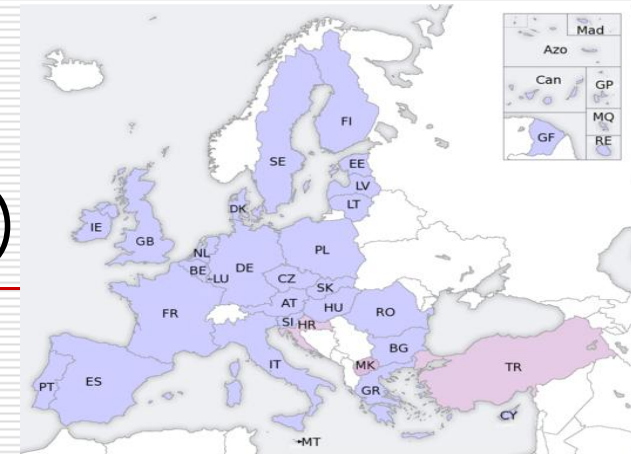 Mad
Azo
Can
GP
MQ
GF
RE
FI
SE
EE
LV
LT
DK
IE
GB
NL
BE
LU
DE
PL
CZ
SK
FR
AT
HU
RO
SI
HR
BG
IT
MK
TR
PT
ES
GR
CY
MT
)